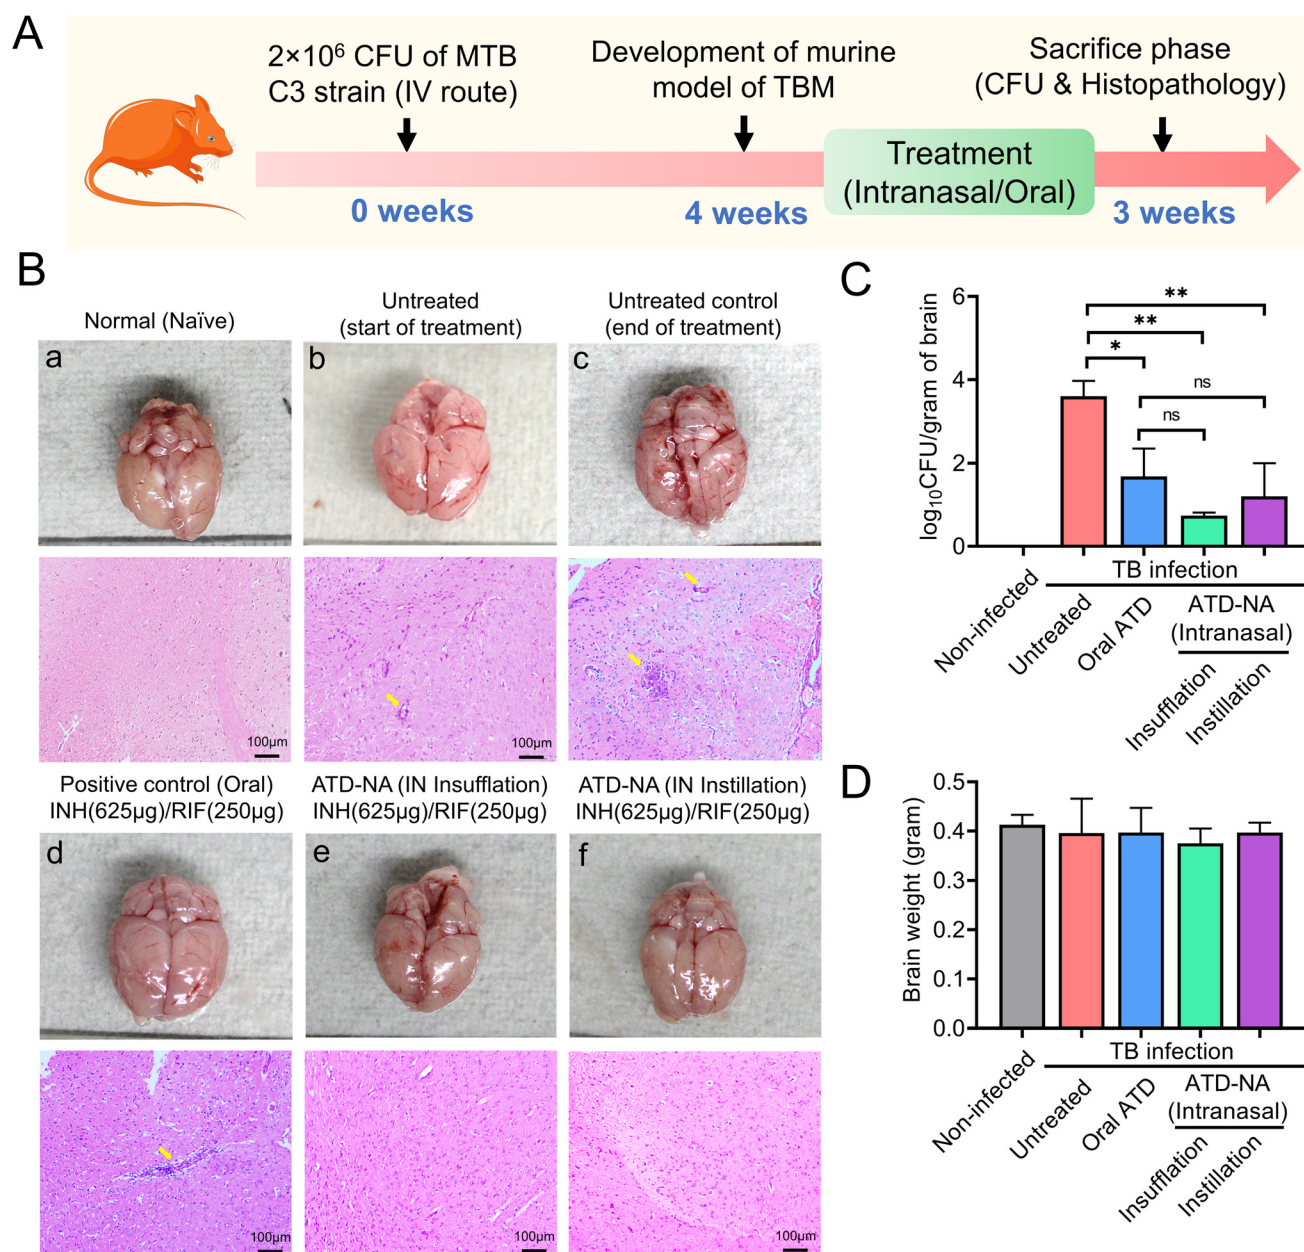 A
2×10⁶ CFU of MTB
C3 strain (IV route)
Development of murine
model of TBM
Sacrifice phase
(CFU & Histopathology)
Treatment
(Intranasal/Oral)
0 weeks
4 weeks
3 weeks
B
Normal (Naïve)
Untreated
(start of treatment)
Untreated control
(end of treatment)
a
b
c
100µm
100µm
100µm
Positive control (Oral)
INH(625µg)/RIF(250µg)
ATD-NA (IN Insufflation)
INH(625µg)/RIF(250µg)
ATD-NA (IN Instillation)
INH(625µg)/RIF(250µg)
d
e
f
100µm
100µm
100µm
C
log₁₀CFU/gram of brain
6
4
2
0
**
**
*
ns
ns
TB infection
Non-infected
Untreated
Oral ATD
ATD-NA
(Intranasal)
Insufflation
Instillation
D
Brain weight (gram)
0.5
0.4
0.3
0.2
0.1
0.0
TB infection
Non-infected
Untreated
Oral ATD
ATD-NA
(Intranasal)
Insufflation
Instillation